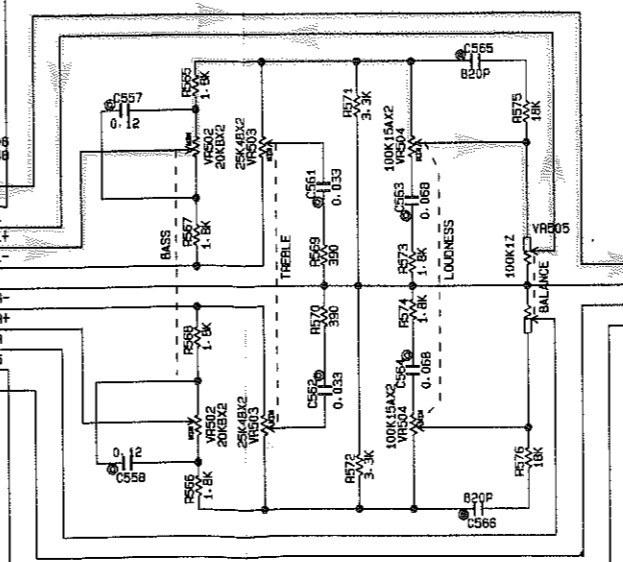 C565
820P
R565
1.8K
C557
0.12
VR502
20KBX2
25K4BX2
VR503
R571
3.3K
100K15AX2
VR504
R575
18K
C561
0.033
C563
0.068
R567
1.8K
BASS
TREBLE
R569
390
R573
1.8K
LOUDNESS
VR505
100K1Z
BALANCE
R568
1.8K
R570
390
R574
1.8K
C562
0.033
C564
0.068
VR502
20KBX2
25K4BX2
VR503
100K15AX2
VR504
0.12
C558
R566
1.8K
R572
3.3K
R576
18K
820P
C566